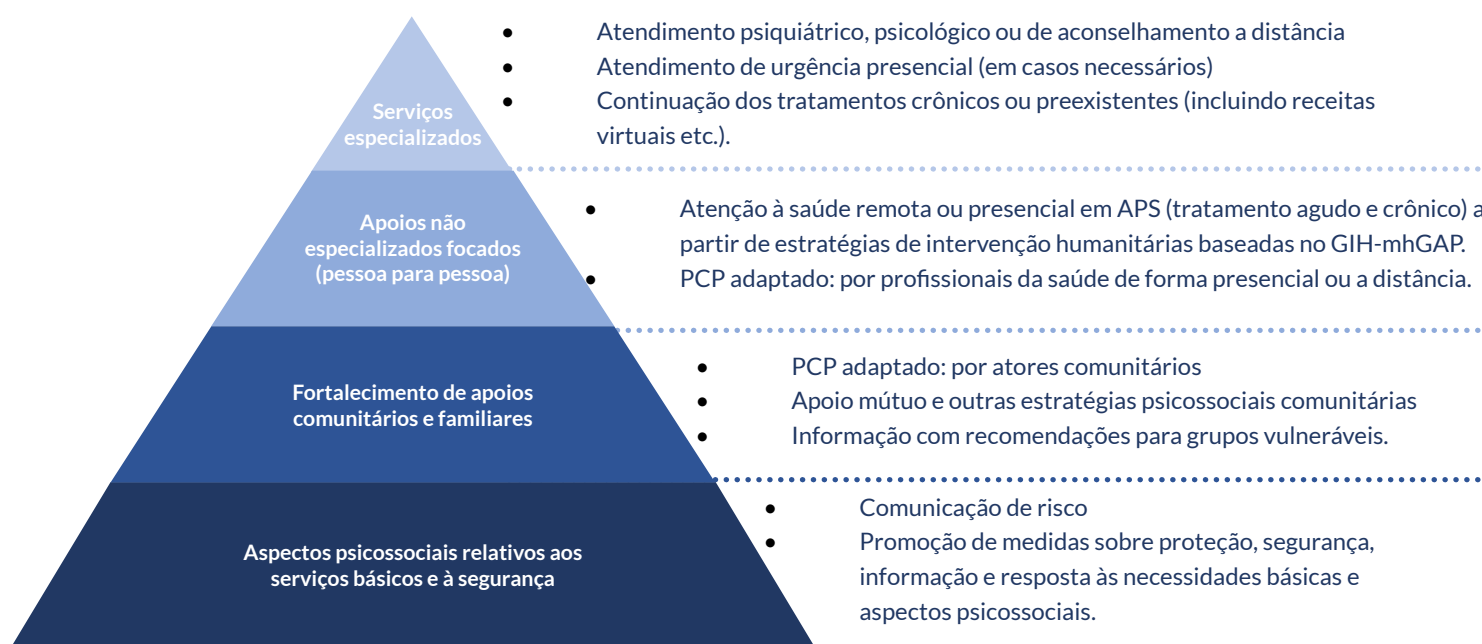 Serviços
especializados
• Atendimento psiquiátrico, psicológico ou de aconselhamento a distância
• Atendimento de urgência presencial (em casos necessários)
• Continuação dos tratamentos crônicos ou preexistentes (incluindo receitas
virtuais etc.).
Apoios não
especializados focados
(pessoa para pessoa)
• Atenção à saúde remota ou presencial em APS (tratamento agudo e crônico) a
partir de estratégias de intervenção humanitárias baseadas no GIH-mhGAP.
• PCP adaptado: por profissionais da saúde de forma presencial ou a distância.
Fortalecimento de apoios
comunitários e familiares
• PCP adaptado: por atores comunitários
• Apoio mútuo e outras estratégias psicossociais comunitárias
• Informação com recomendações para grupos vulneráveis.
Aspectos psicossociais relativos aos
serviços básicos e à segurança
• Comunicação de risco
• Promoção de medidas sobre proteção, segurança,
informação e resposta às necessidades básicas e
aspectos psicossociais.